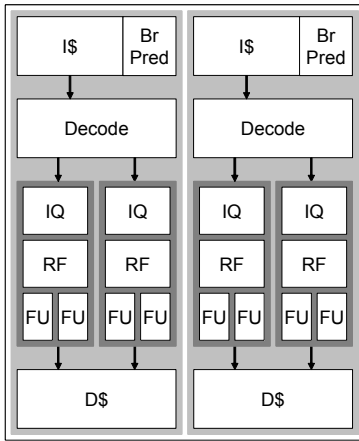 I$ Br Pred I$ Br Pred
Decode Decode
IQ IQ IQ IQ
RF RF RF RF
FU FU FU FU FU FU FU FU
D$ D$